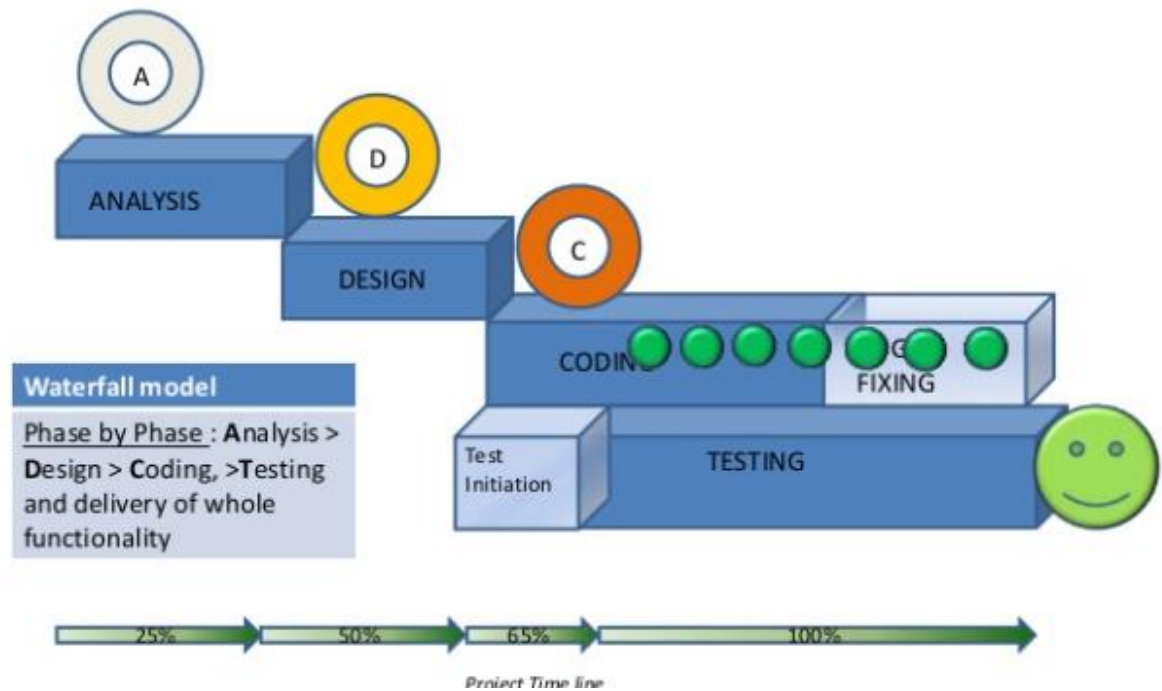 A
D
ANALYSIS
C
DESIGN
CODING
FIXING
Waterfall model
Phase by Phase : Analysis >
Design > Coding, >Testing
and delivery of whole
functionality
Test
Initiation
TESTING
25%
50%
65%
100%
Project Time line